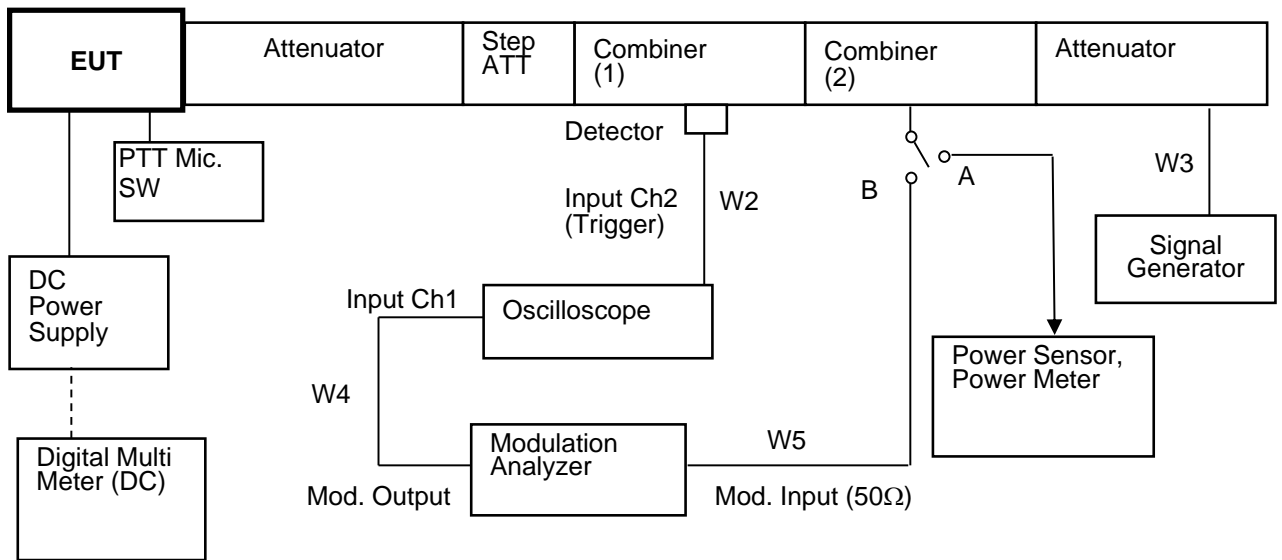 EUT
Attenuator
Step
ATT
Combiner
(1)
Combiner
(2)
Attenuator
PTT Mic.
SW
Detector
B
A
W3
Input Ch2
(Trigger)
W2
Signal
Generator
DC
Power
Supply
Input Ch1
Oscilloscope
Power Sensor,
Power Meter
W4
Modulation
Analyzer
W5
Digital Multi
Meter (DC)
Mod. Output
Mod. Input (50Ω)